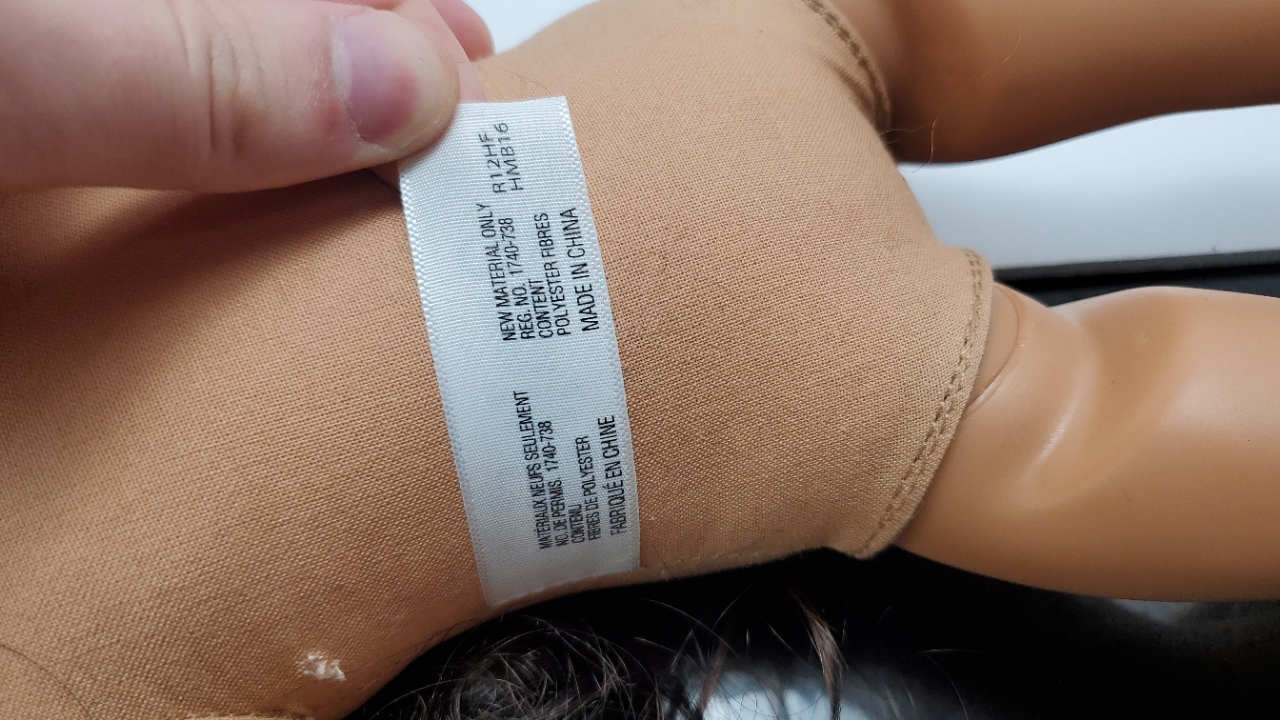 R12HF
HMB16
NEW MATERIAL ONLY
REG. NO. 1740-738
CONTENT
POLYESTER FIBRES
MADE IN CHINA
MATERIAUX NEUFS SEULEMENT
NO. DE PERMIS. 1740-738
CONTENU
FIBRES DE POLYESTER
FABRIQUÉ EN CHINE